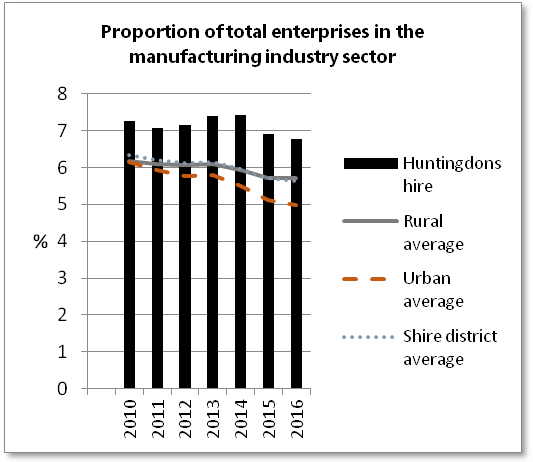 Proportion of total enterprises in the
manufacturing industry sector
8
7
6
5
4
3
2
1
0
%
2010
2011
2012
2013
2014
2015
2016
Huntingdons
hire
Rural
average
Urban
average
Shire district
average